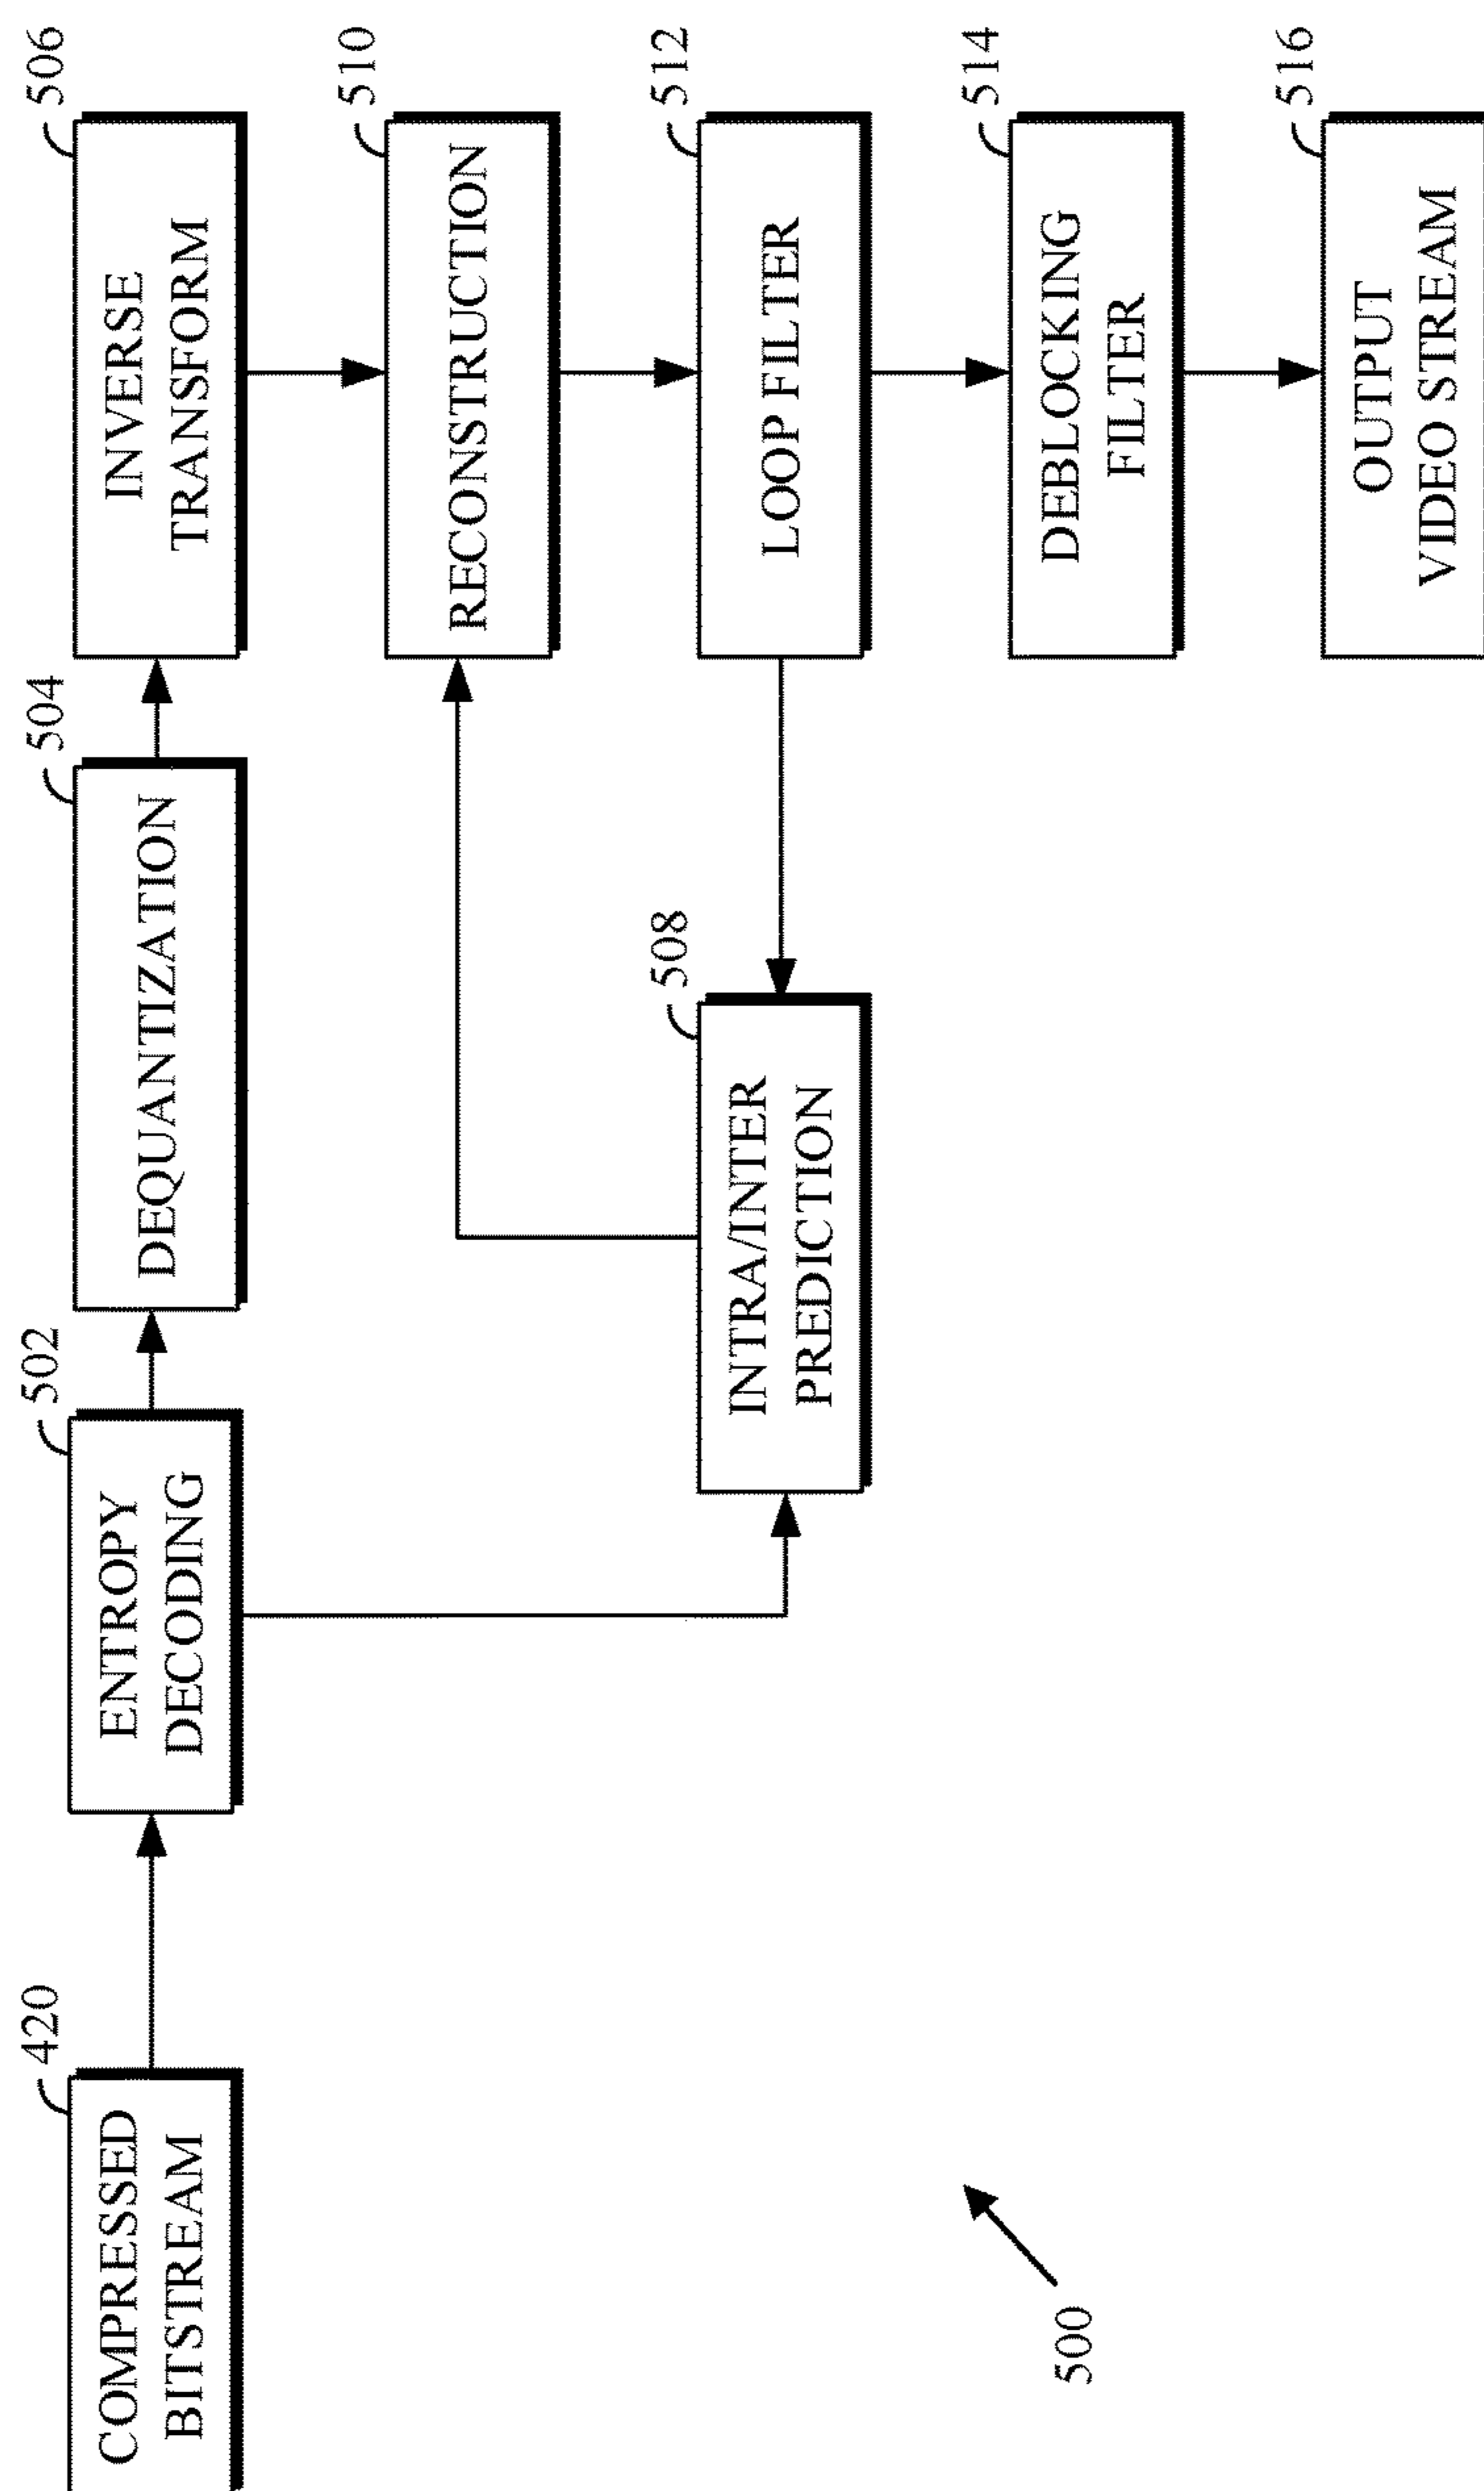 420
COMPRESSED
BITSTREAM
502
ENTROPY
DECODING
504
DEQUANTIZATION
506
INVERSE
TRANSFORM
510
RECONSTRUCTION
508
INTRA/INTER
PREDICTION
512
LOOP FILTER
514
DEBLOCKING
FILTER
516
OUTPUT
VIDEO STREAM
500